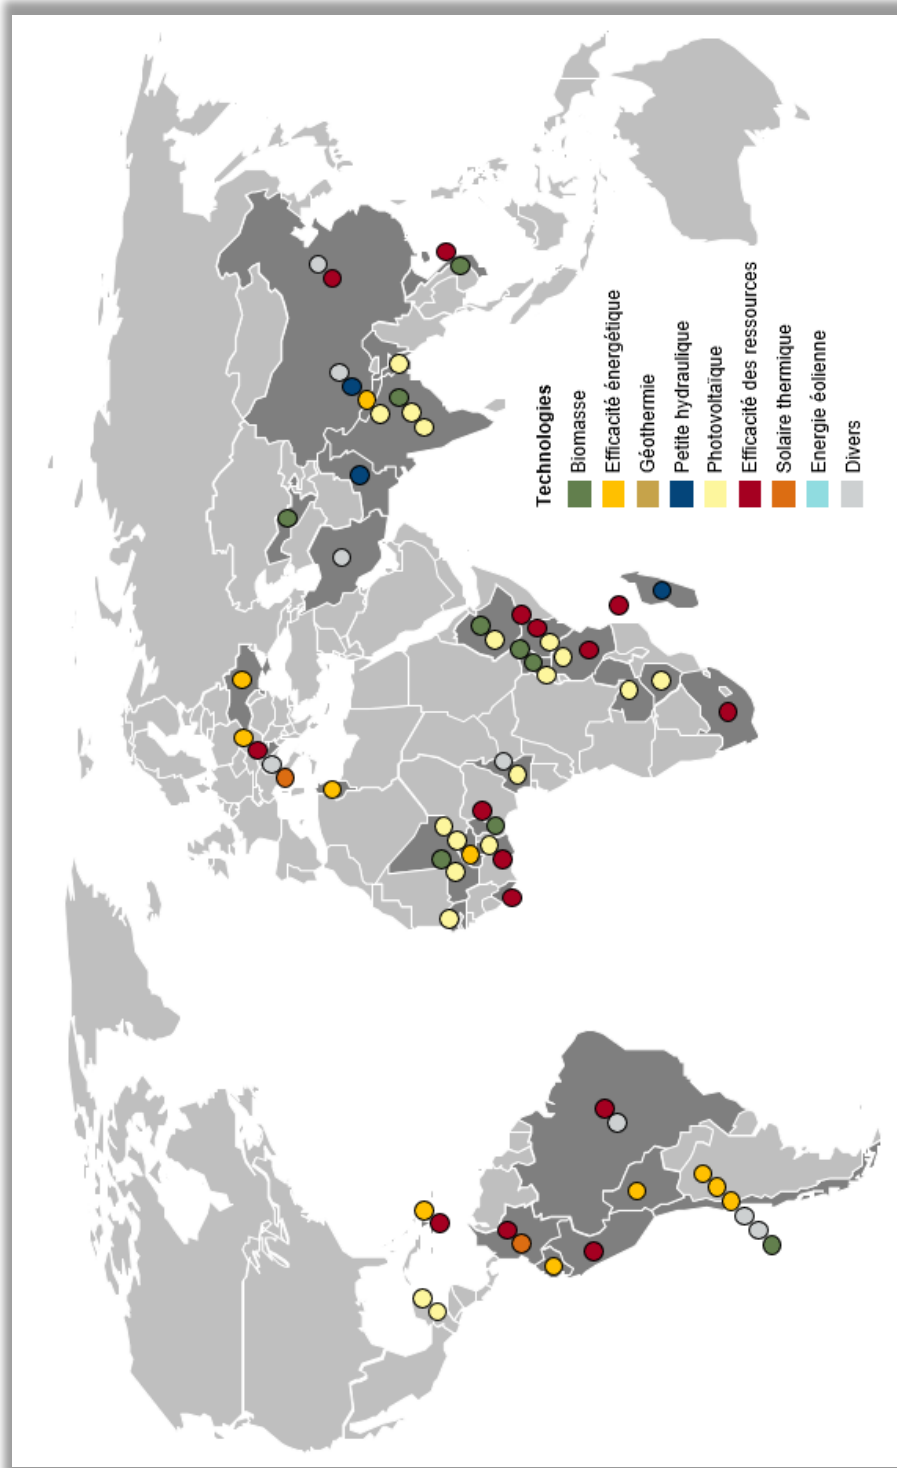 Technologies
Biomasse
Efficacité énergétique
Géothermie
Petite hydraulique
Photovoltaïque
Efficacité des ressources
Solaire thermique
Energie éolienne
Divers